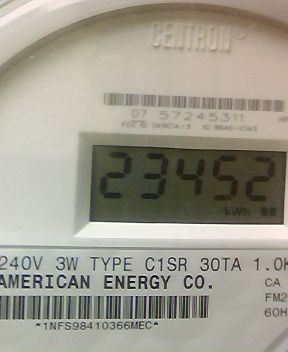 CENTRON®
07 57245311
23452
kWh
240V 3W TYPE C1SR 30TA 1.0K
AMERICAN ENERGY CO.
CA
FM2
60H
*1NFS98410366MEC*